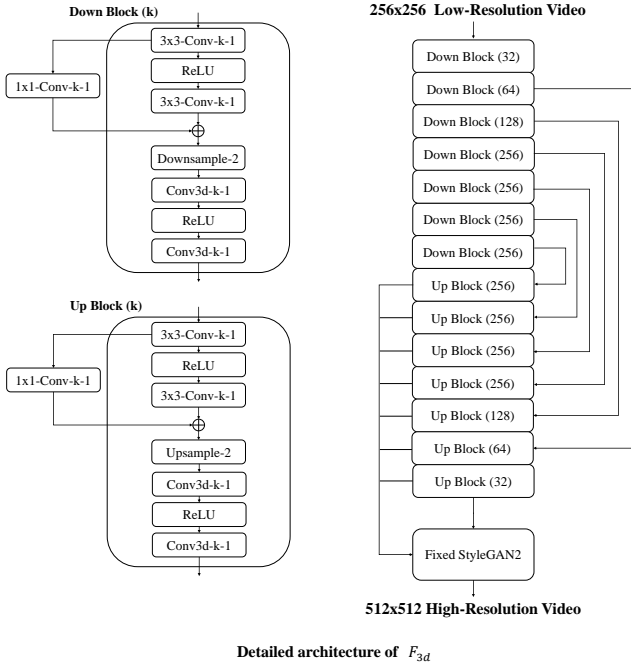 Down Block (k)
3x3-Conv-k-1
ReLU
1x1-Conv-k-1
3x3-Conv-k-1
Downsample-2
Conv3d-k-1
ReLU
Conv3d-k-1
Up Block (k)
3x3-Conv-k-1
ReLU
1x1-Conv-k-1
3x3-Conv-k-1
Upsample-2
Conv3d-k-1
ReLU
Conv3d-k-1
256x256 Low-Resolution Video
Down Block (32)
Down Block (64)
Down Block (128)
Down Block (256)
Down Block (256)
Down Block (256)
Down Block (256)
Up Block (256)
Up Block (256)
Up Block (256)
Up Block (256)
Up Block (128)
Up Block (64)
Up Block (32)
Fixed StyleGAN2
512x512 High-Resolution Video
Detailed architecture of F3d